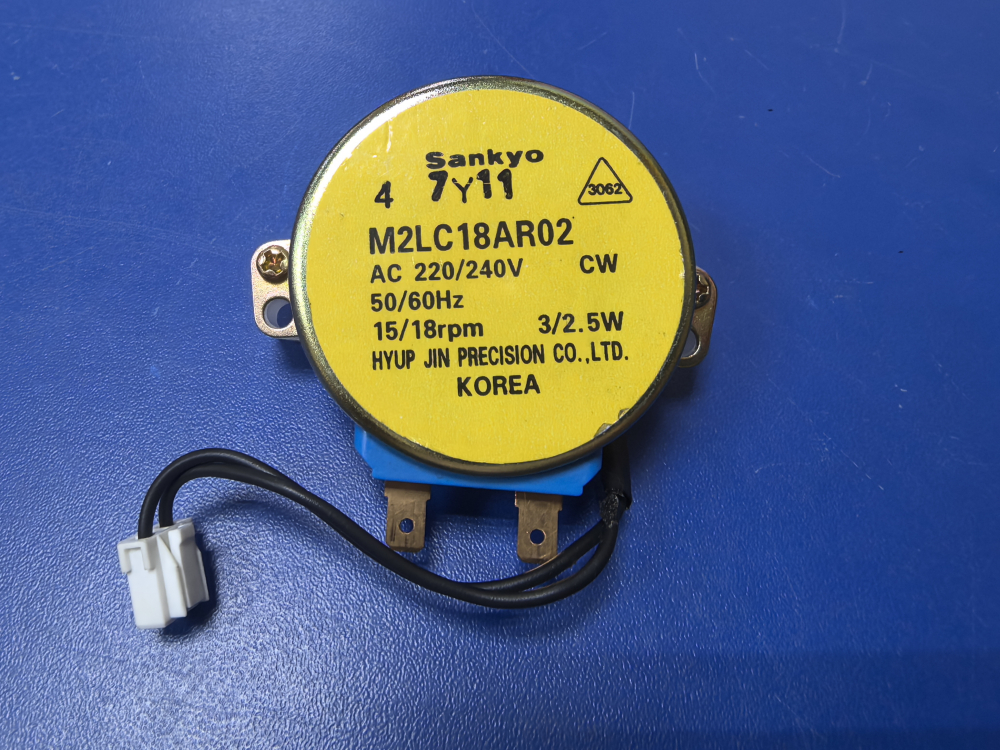 Sankyo
4 7Y11 3062
M2LC18AR02
AC 220/240V CW
50/60Hz
15/18rpm 3/2.5W
HYUP JIN PRECISION CO.,LTD.
KOREA